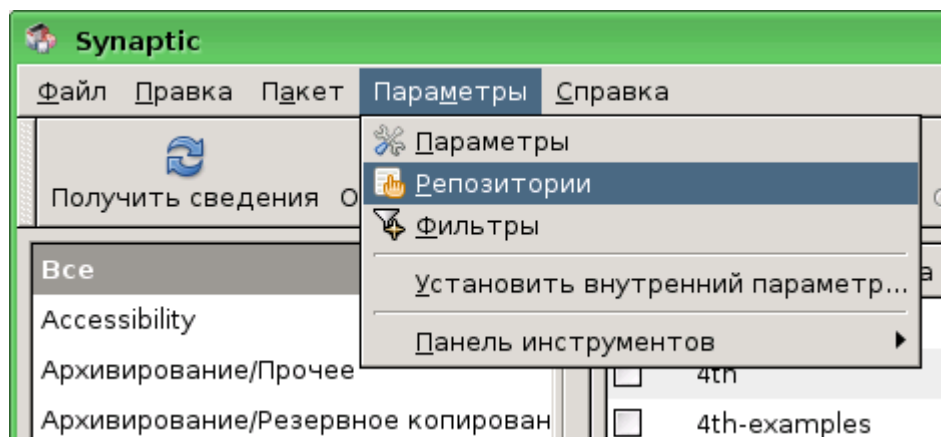 Synaptic
Файл Правка Пакет Параметры Справка
Параметры
Получить сведения
Репозитории
Фильтры
Все
Установить внутренний параметр...
Accessibility
Панель инструментов
Архивирование/Прочее
4th
Архивирование/Резервное копирован
4th-examples